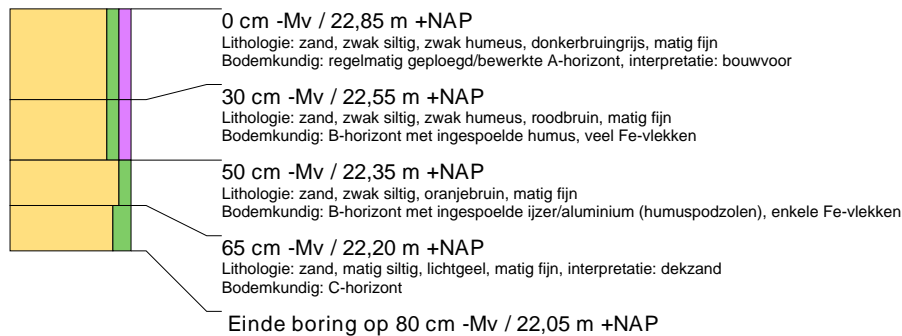 0 cm -Mv / 22,85 m +NAP
Lithologie: zand, zwak siltig, zwak humeus, donkerbruingrijs, matig fijn
Bodemkundig: regelmatig geploegd/bewerkte A-horizont, interpretatie: bouwvoor
30 cm -Mv / 22,55 m +NAP
Lithologie: zand, zwak siltig, zwak humeus, roodbruin, matig fijn
Bodemkundig: B-horizont met ingespoelde humus, veel Fe-vlekken
50 cm -Mv / 22,35 m +NAP
Lithologie: zand, zwak siltig, oranjebruin, matig fijn
Bodemkundig: B-horizont met ingespoelde ijzer/aluminium (humuspodzolen), enkele Fe-vlekken
65 cm -Mv / 22,20 m +NAP
Lithologie: zand, matig siltig, lichtgeel, matig fijn, interpretatie: dekzand
Bodemkundig: C-horizont
Einde boring op 80 cm -Mv / 22,05 m +NAP